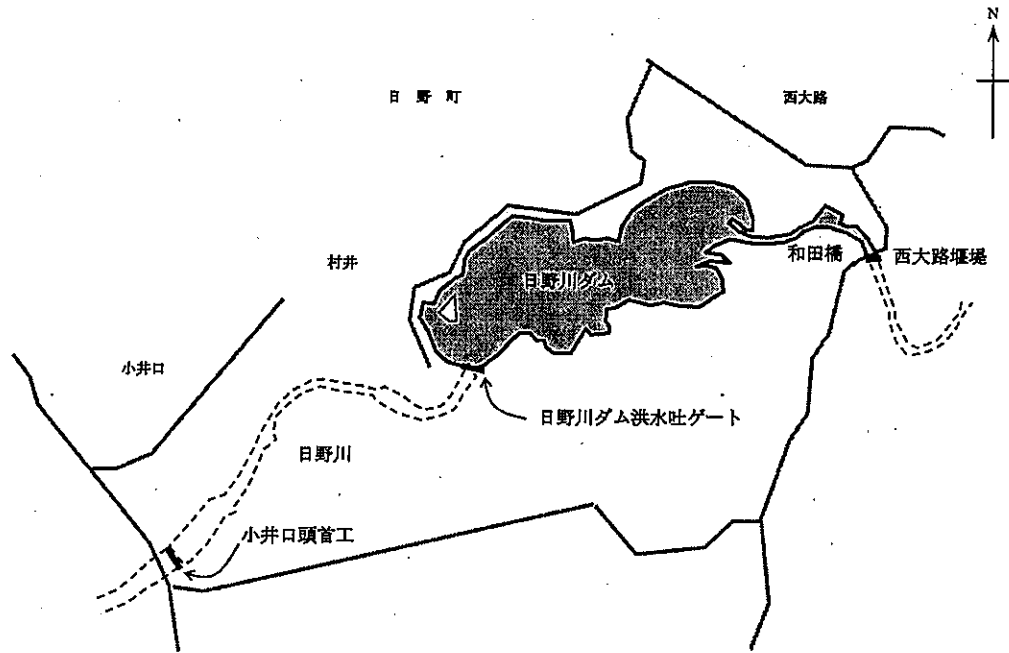 N
日野町
西大路
村井
日野川ダム
和田橋
西大路堰堤
小井口
日野川ダム洪水吐ゲート
日野川
小井口頭首工